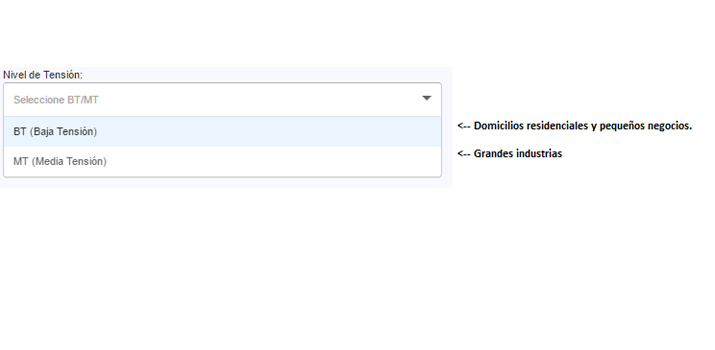 Nivel de Tensión:
Seleccione BT/MT
BT (Baja Tensión)
<-- Domicilios residenciales y pequeños negocios.
MT (Media Tensión)
<-- Grandes industrias